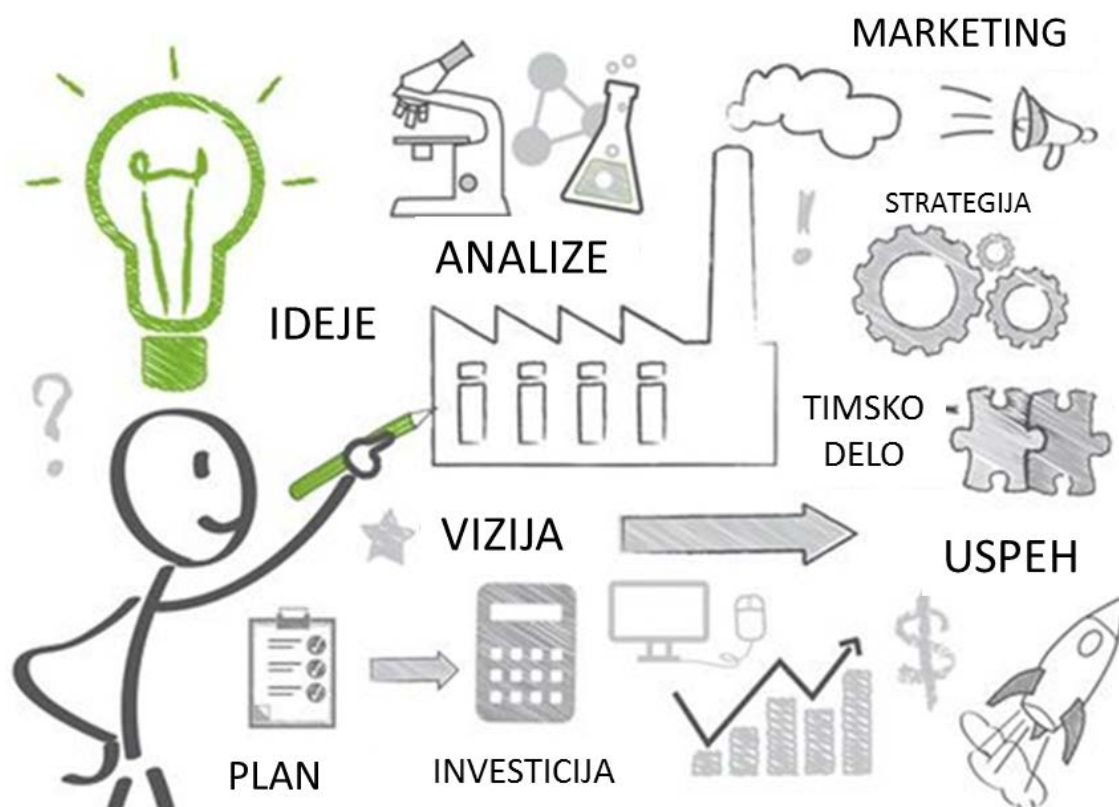 MARKETING
STRATEGIJA
ANALIZE
IDEJE
TIMSKO
DELO
VIZIJA
USPEH
PLAN
INVESTICIJA